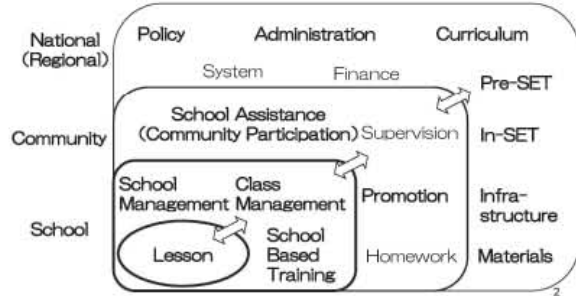 National
(Regional)
Policy
Administration
Curriculum
System
Finance
Pre-SET
Community
School Assistance
(Community Participation)
Supervision
In-SET
School
Management
Class
Management
Promotion
Infra-
structure
School
Lesson
School
Based
Training
Homework
Materials
2